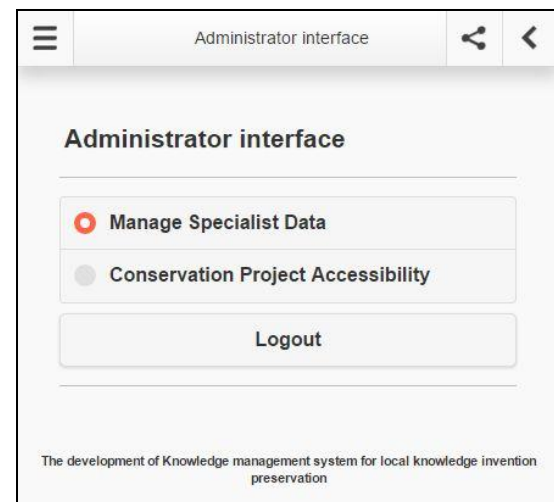 Administrator interface
Administrator interface
Manage Specialist Data
Conservation Project Accessibility
Logout
The development of Knowledge management system for local knowledge invention
preservation